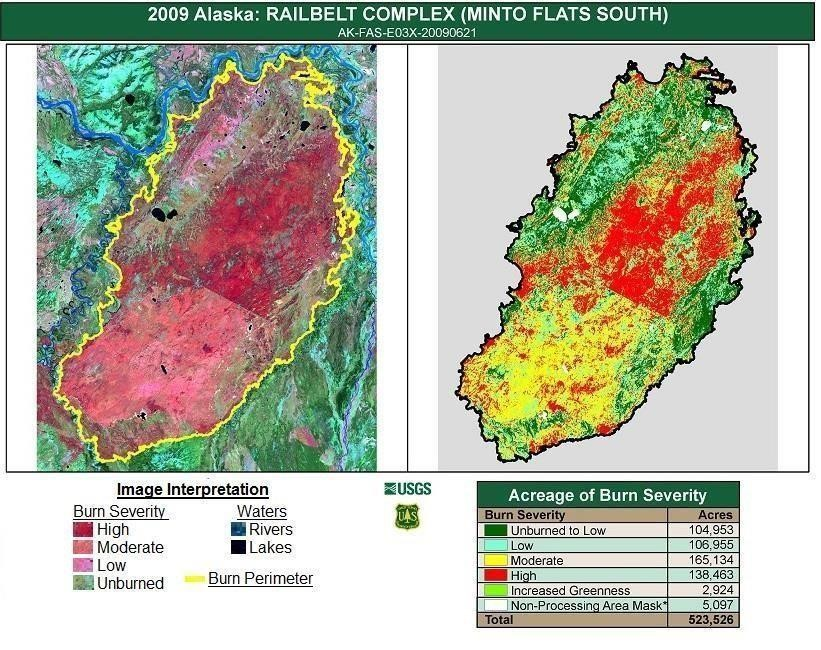 2009 Alaska: RAILBELT COMPLEX (MINTO FLATS SOUTH)
AK-FAS-E03X-20090621
Image Interpretation
Burn Severity Waters
High Rivers
Moderate Lakes
Low
Unburned Burn Perimeter
USGS
UAS
Acreage of Burn Severity
Burn Severity Acres
Unburned to Low 104,953
Low 106,955
Moderate 165,134
High 138,463
Increased Greenness 2,924
Non-Processing Area Mask* 5,097
Total 523,526